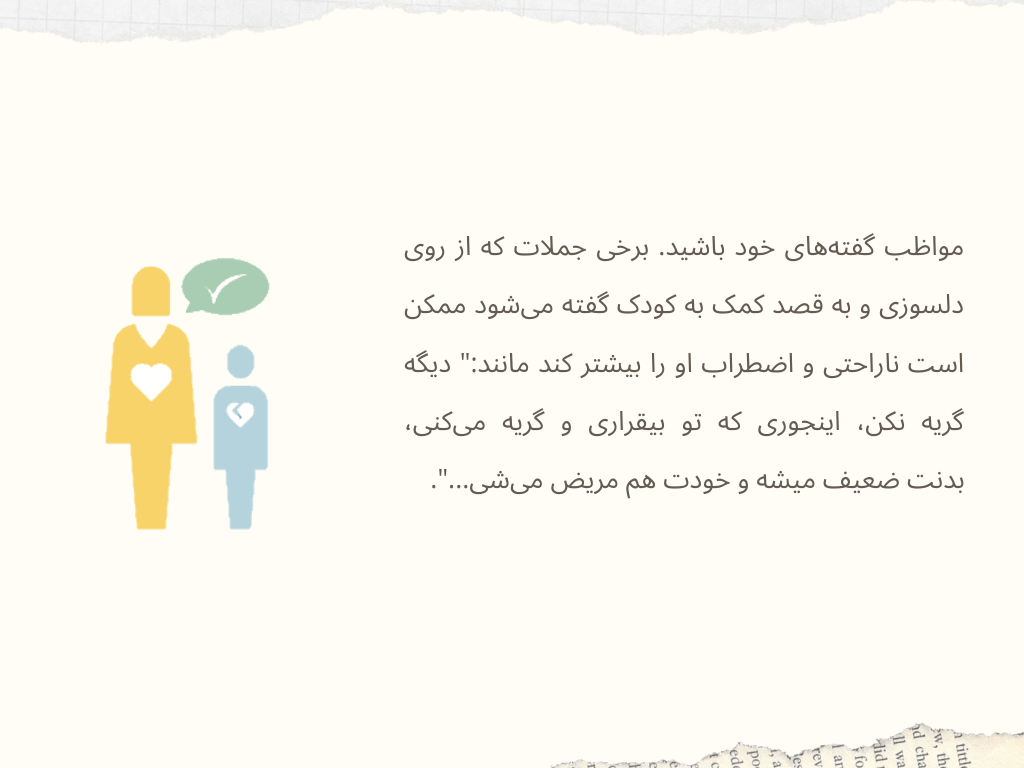 مواظب گفته‌های خود باشید. برخی جملات که از روی
دلسوزی و به قصد کمک به کودک گفته می‌شود ممکن
است ناراحتی و اضطراب او را بیشتر کند مانند:" دیگه
گریه نکن، اینجوری که تو بیقراری و گریه می‌کنی،
بدنت ضعیف میشه و خودت هم مریض می‌شی...".